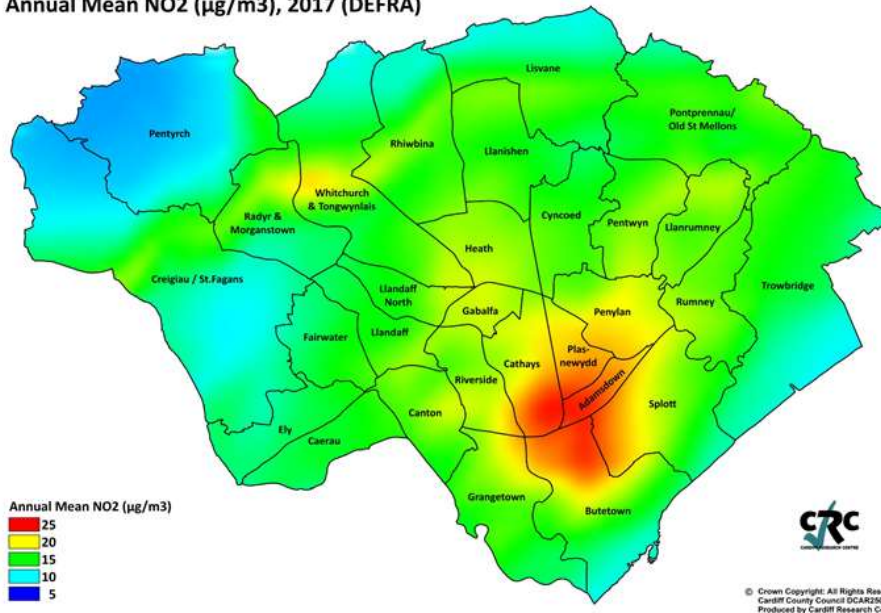 Annual Mean NO2 (µg/m3), 2017 (DEFRA)
Lisvane
Pontprennau/
Old St Mellons
Pentyrch
Rhiwbina
Llanishen
Whitchurch
& Tongwynlais
Radyr &
Morganstown
Cyncoed
Pentwyn
Llanrumney
Heath
Creigiau / St.Fagans
Trowbridge
Llandaff
North
Gabalfa
Penylan
Rumney
Fairwater
Llandaff
Cathays
Plas-
newydd
Riverside
Adamsdown
Splott
Canton
Ely
Caerau
Grangetown
Butetown
Annual Mean NO2 (µg/m3)
25
20
15
10
5
CRC
CARDIFF RESEARCH CENTRE
© Crown Copyright: All Rights Res
Cardiff County Council DCAR250
Produced by Cardiff Research C